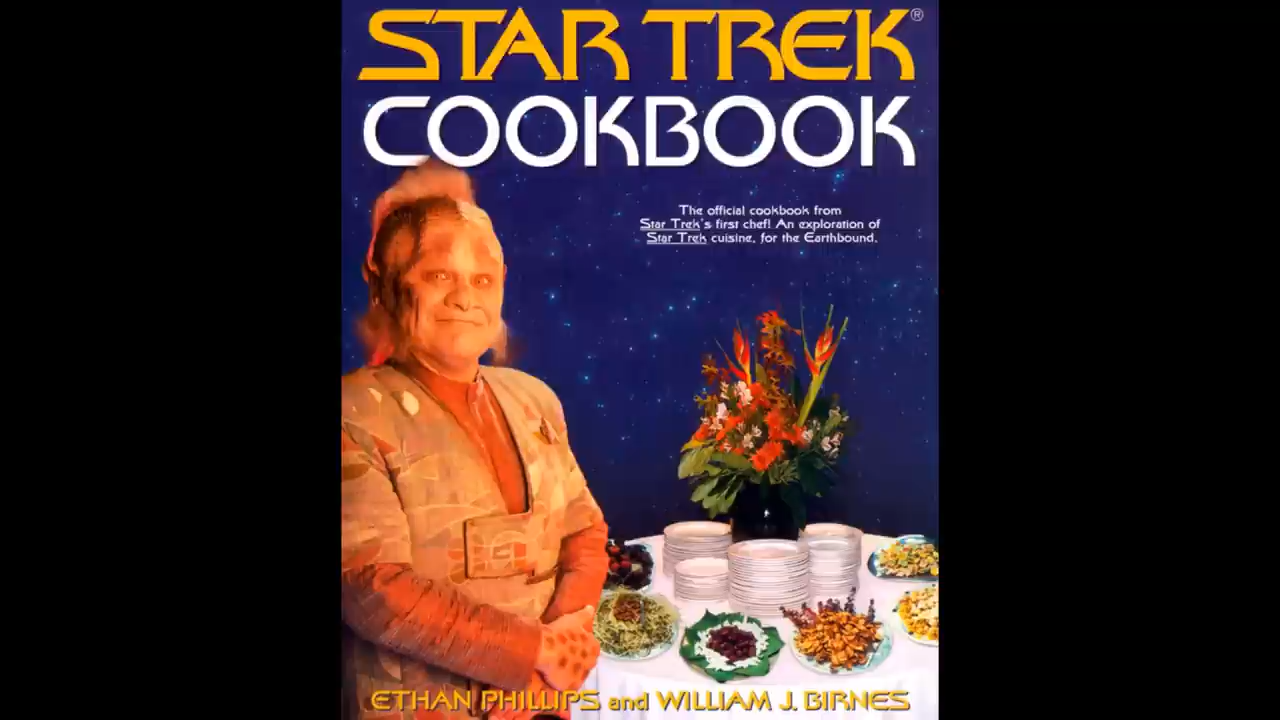 STAR TREK®
COOKBOOK
The official cookbook from
Star Trek's first chef! An exploration of
Star Trek cuisine, for the Earthbound.
ETHAN PHILLIPS and WILLIAM J. BIRNES